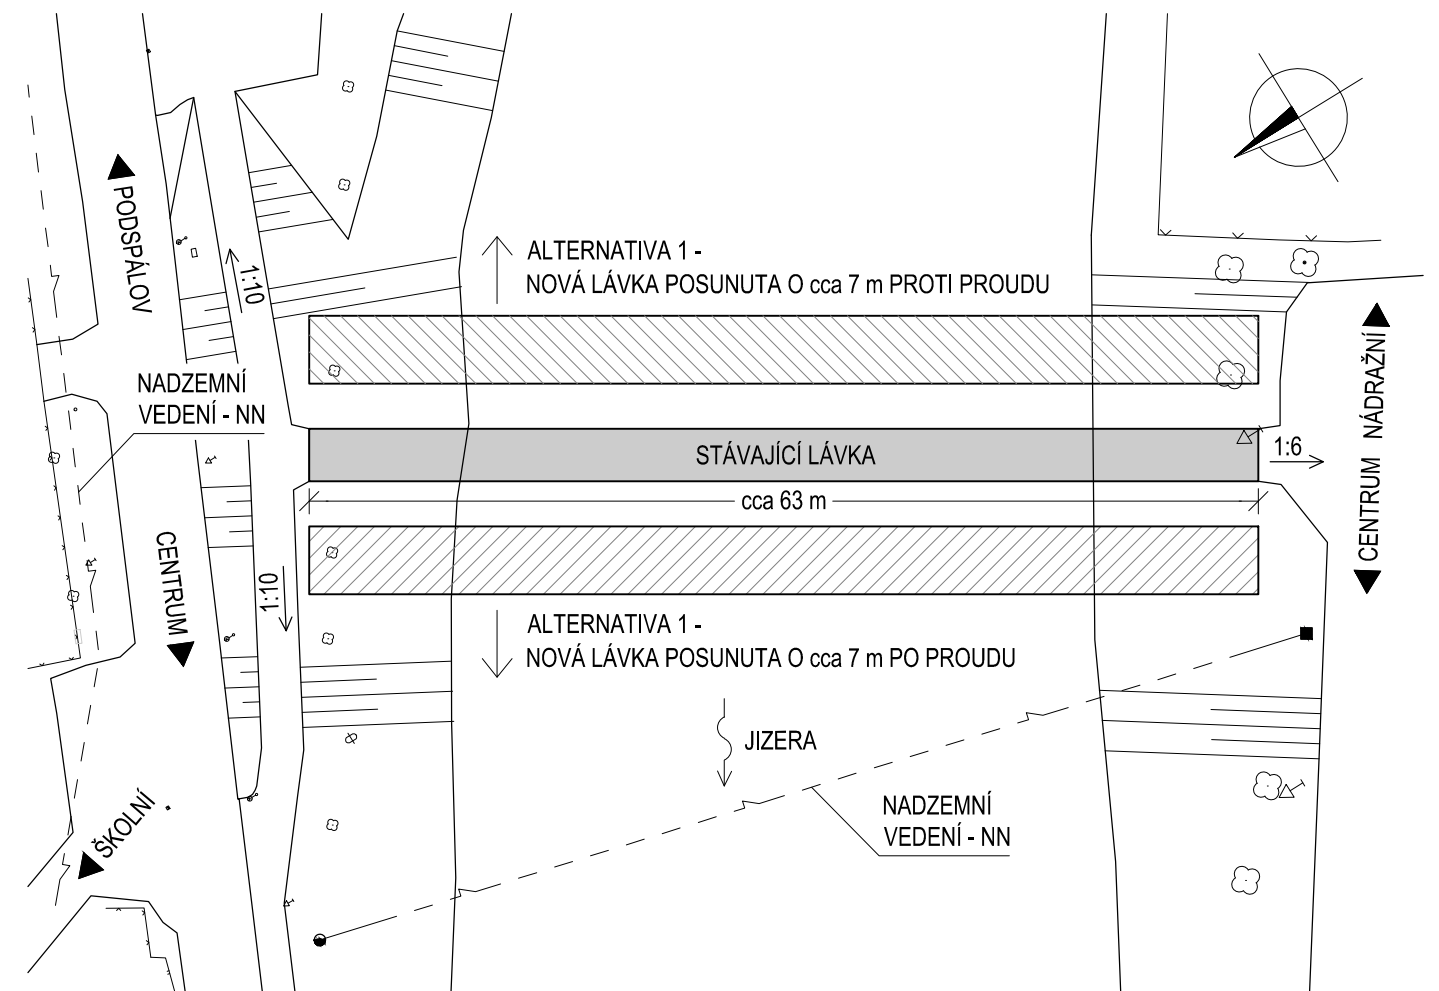 PODSPÁLOV
1:10
ALTERNATIVA 1 -
NOVÁ LÁVKA POSUNUTA O cca 7 m PROTI PROUDU
NADZEMNÍ
VEDENÍ - NN
STÁVAJÍCÍ LÁVKA
1:6
CENTRUM NÁDRAŽNÍ
cca 63 m
CENTRUM
1:10
ALTERNATIVA 1 -
NOVÁ LÁVKA POSUNUTA O cca 7 m PO PROUDU
JIZERA
NADZEMNÍ
VEDENÍ - NN
ŠKOLNÍ